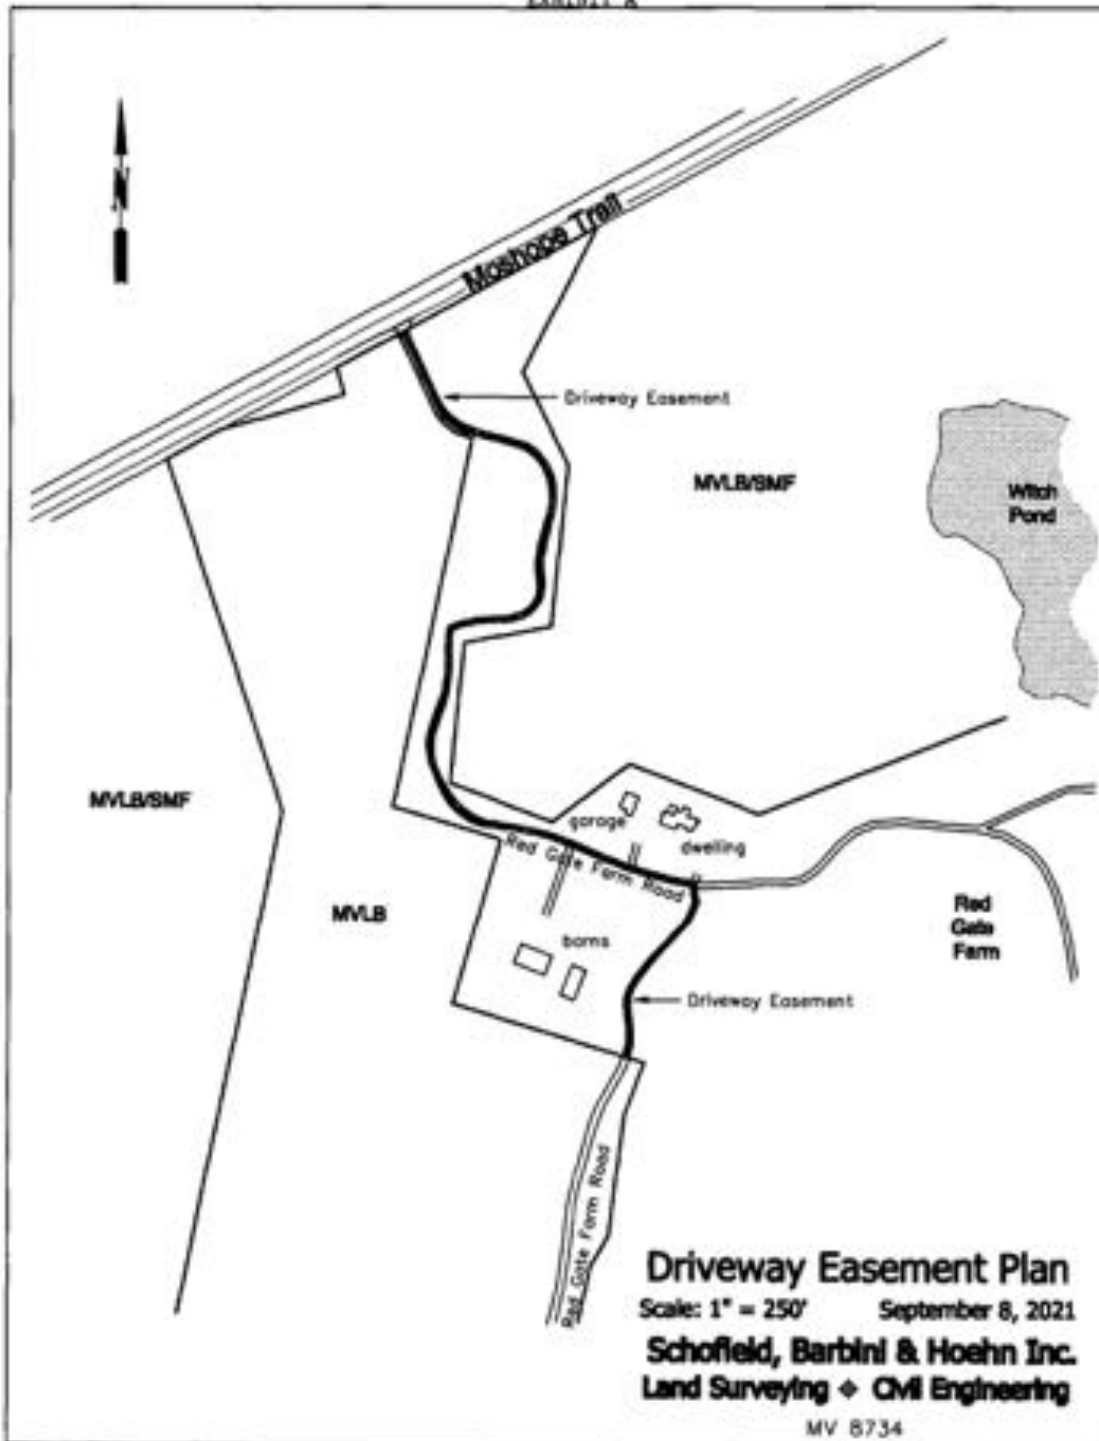 Exhibit A
N
Moshope Trail
Driveway Easement
MVLB/SMF
Witch
Pond
MVLB/SMF
garage
dwelling
Red Gate Farm Road
MVLB
Red
Gate
Farm
barns
Driveway Easement
Red Gate Farm Road
Driveway Easement Plan
Scale: 1" = 250' September 8, 2021
Schofield, Barbini & Hoehn Inc.
Land Surveying ⌖ Civil Engineering
MV 8734